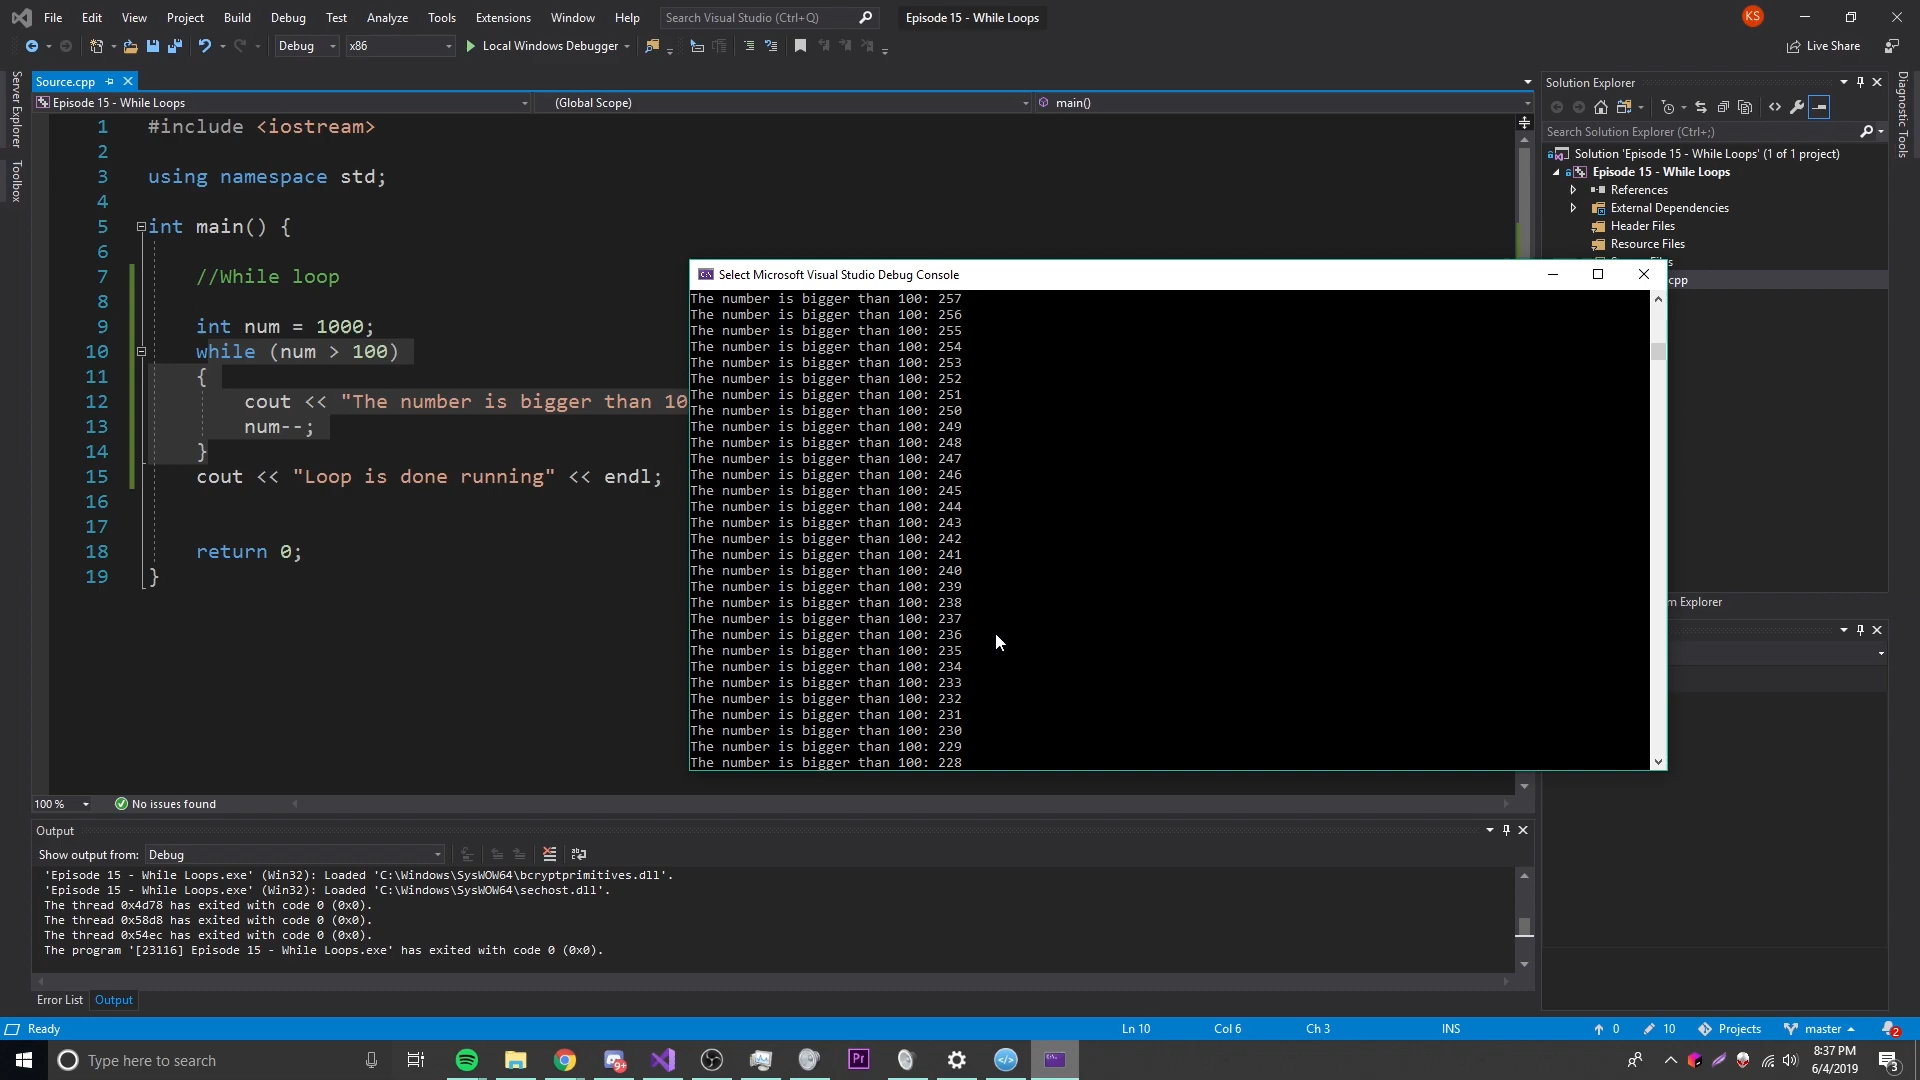 File Edit View Project Build Debug Test Analyze Tools Extensions Window Help Search Visual Studio (Ctrl+Q) Episode 15 - While Loops KS
Debug x86 Local Windows Debugger Live Share
Server Explorer
Toolbox
Source.cpp
Episode 15 - While Loops (Global Scope) main()
1 #include <iostream>
2
3 using namespace std;
4
5 int main() {
6
7 //While loop
8
9 int num = 1000;
10 while (num > 100)
11 {
12 cout << "The number is bigger than 10
13 num--;
14 }
15 cout << "Loop is done running" << endl;
16
17
18 return 0;
19 }
Select Microsoft Visual Studio Debug Console
The number is bigger than 100: 257
The number is bigger than 100: 256
The number is bigger than 100: 255
The number is bigger than 100: 254
The number is bigger than 100: 253
The number is bigger than 100: 252
The number is bigger than 100: 251
The number is bigger than 100: 250
The number is bigger than 100: 249
The number is bigger than 100: 248
The number is bigger than 100: 247
The number is bigger than 100: 246
The number is bigger than 100: 245
The number is bigger than 100: 244
The number is bigger than 100: 243
The number is bigger than 100: 242
The number is bigger than 100: 241
The number is bigger than 100: 240
The number is bigger than 100: 239
The number is bigger than 100: 238
The number is bigger than 100: 237
The number is bigger than 100: 236
The number is bigger than 100: 235
The number is bigger than 100: 234
The number is bigger than 100: 233
The number is bigger than 100: 232
The number is bigger than 100: 231
The number is bigger than 100: 230
The number is bigger than 100: 229
The number is bigger than 100: 228
Solution Explorer
Search Solution Explorer (Ctrl+;)
Solution 'Episode 15 - While Loops' (1 of 1 project)
Episode 15 - While Loops
References
External Dependencies
Header Files
Resource Files
cpp
m Explorer
Diagnostic Tools
100 % No issues found
Output
Show output from: Debug
'Episode 15 - While Loops.exe' (Win32): Loaded 'C:\Windows\SysWOW64\bcryptprimitives.dll'.
'Episode 15 - While Loops.exe' (Win32): Loaded 'C:\Windows\SysWOW64\sechost.dll'.
The thread 0x4d78 has exited with code 0 (0x0).
The thread 0x58d8 has exited with code 0 (0x0).
The thread 0x54ec has exited with code 0 (0x0).
The program '[23116] Episode 15 - While Loops.exe' has exited with code 0 (0x0).
Error List Output
Ready Ln 10 Col 6 Ch 3 INS 0 10 Projects master 2
Type here to search 9+ Pr 8:37 PM
6/4/2019 3